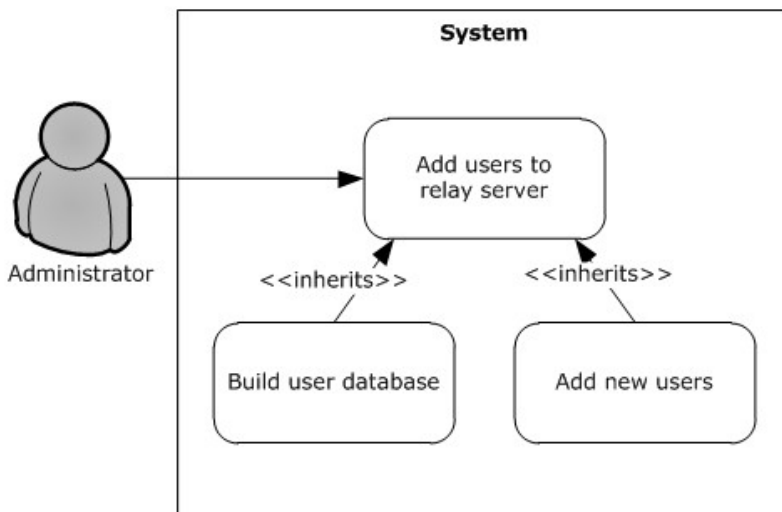 System
Add users to
relay server
Administrator
<<inherits>>
<<inherits>>
Build user database
Add new users